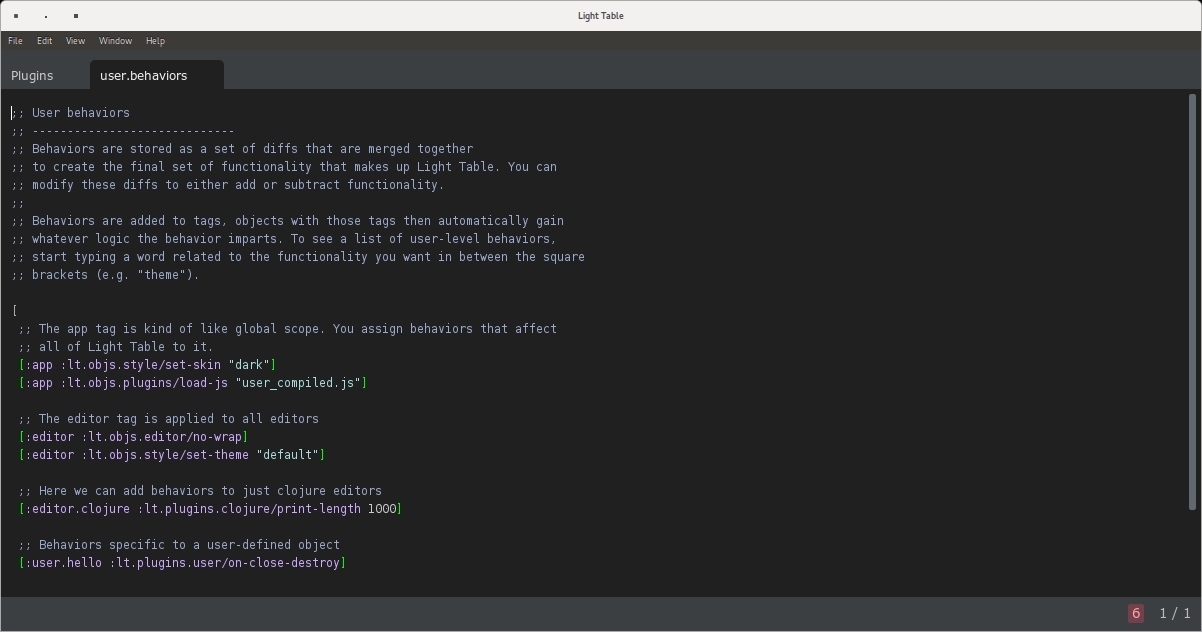 Light Table
File Edit View Window Help
Plugins user.behaviors
;; User behaviors
;; -----------------------------
;; Behaviors are stored as a set of diffs that are merged together
;; to create the final set of functionality that makes up Light Table. You can
;; modify these diffs to either add or subtract functionality.
;;
;; Behaviors are added to tags, objects with those tags then automatically gain
;; whatever logic the behavior imparts. To see a list of user-level behaviors,
;; start typing a word related to the functionality you want in between the square
;; brackets (e.g. "theme").
[
;; The app tag is kind of like global scope. You assign behaviors that affect
;; all of Light Table to it.
[:app :lt.objs.style/set-skin "dark"]
[:app :lt.objs.plugins/load-js "user_compiled.js"]
;; The editor tag is applied to all editors
[:editor :lt.objs.editor/no-wrap]
[:editor :lt.objs.style/set-theme "default"]
;; Here we can add behaviors to just clojure editors
[:editor.clojure :lt.plugins.clojure/print-length 1000]
;; Behaviors specific to a user-defined object
[:user.hello :lt.plugins.user/on-close-destroy]
6 1 / 1